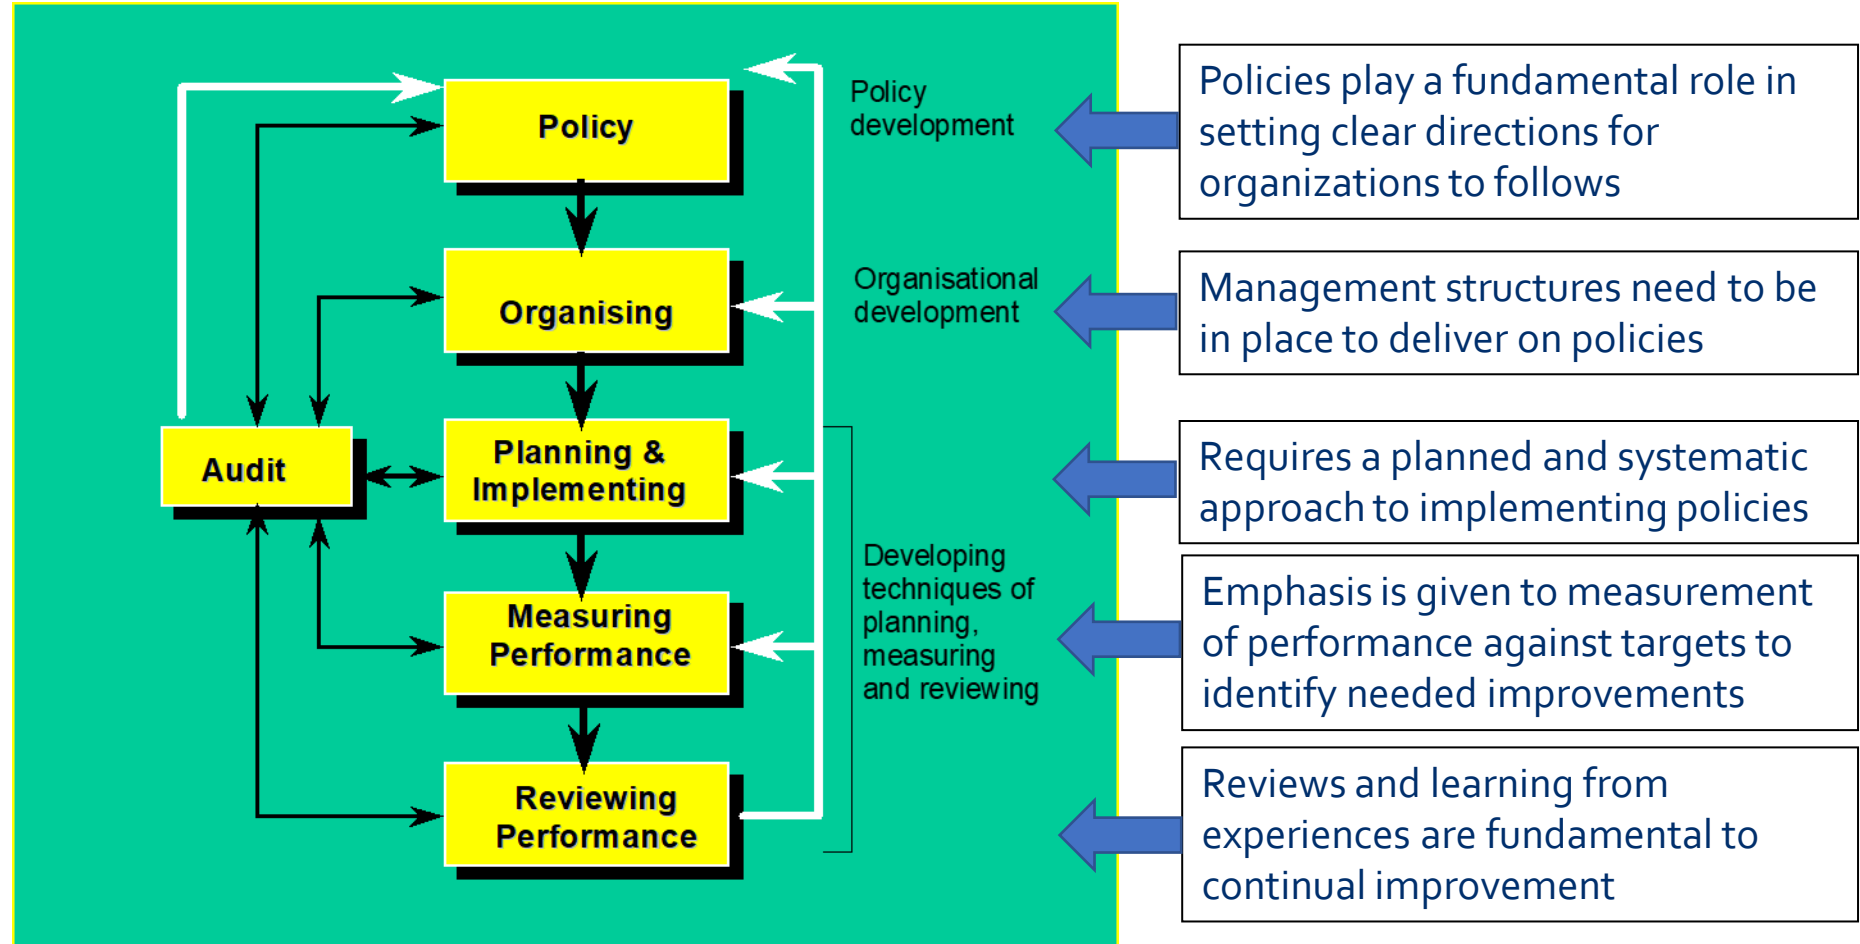 Policy
Organising
Audit
Planning &
Implementing
Measuring
Performance
Reviewing
Performance
Policy
development
Organisational
development
Developing
techniques of
planning,
measuring
and reviewing
Policies play a fundamental role in
setting clear directions for
organizations to follows
Management structures need to be
in place to deliver on policies
Requires a planned and systematic
approach to implementing policies
Emphasis is given to measurement
of performance against targets to
identify needed improvements
Reviews and learning from
experiences are fundamental to
continual improvement